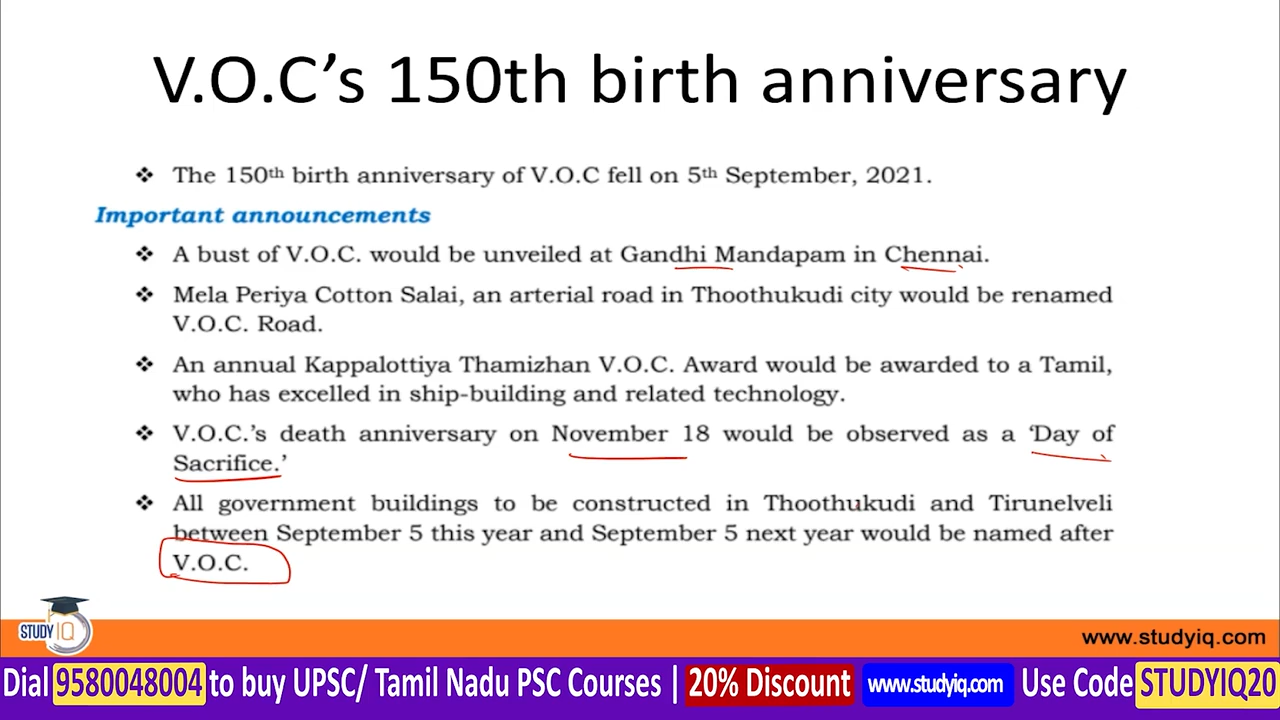 V.O.C’s 150th birth anniversary
❖ The 150th birth anniversary of V.O.C fell on 5th September, 2021.
Important announcements
❖ A bust of V.O.C. would be unveiled at Gandhi Mandapam in Chennai.
❖ Mela Periya Cotton Salai, an arterial road in Thoothukudi city would be renamed
V.O.C. Road.
❖ An annual Kappalottiya Thamizhan V.O.C. Award would be awarded to a Tamil,
who has excelled in ship-building and related technology.
❖ V.O.C.’s death anniversary on November 18 would be observed as a ‘Day of
Sacrifice.’
❖ All government buildings to be constructed in Thoothukudi and Tirunelveli
between September 5 this year and September 5 next year would be named after
V.O.C.
STUDY IQ
www.studyiq.com
Dial 9580048004 to buy UPSC/ Tamil Nadu PSC Courses | 20% Discount www.studyiq.com Use Code STUDYIQ20